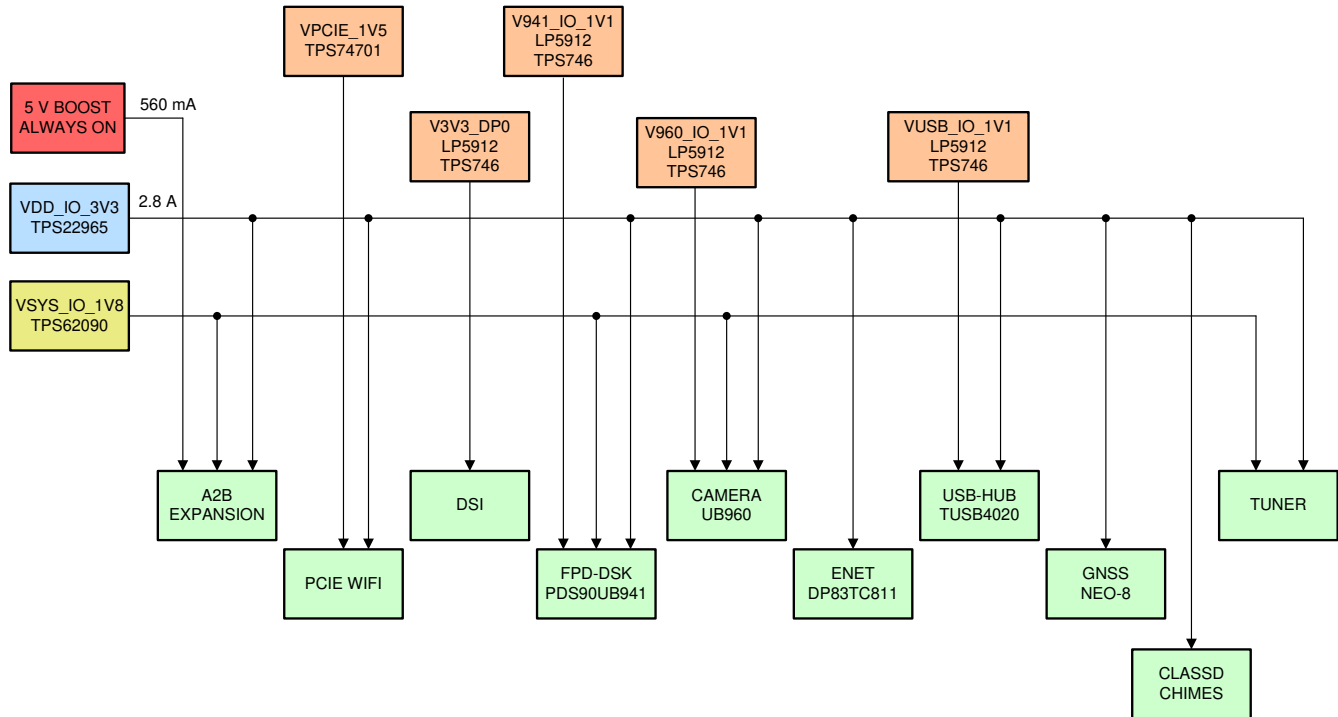 VPCIE_1V5
TPS74701
V941_IO_1V1
LP5912
TPS746
5 V BOOST
ALWAYS ON
560 mA
V3V3_DP0
LP5912
TPS746
V960_IO_1V1
LP5912
TPS746
VUSB_IO_1V1
LP5912
TPS746
VDD_IO_3V3
TPS22965
2.8 A
VSYS_IO_1V8
TPS62090
A2B
EXPANSION
DSI
CAMERA
UB960
USB-HUB
TUSB4020
TUNER
PCIE WIFI
FPD-DSK
PDS90UB941
ENET
DP83TC811
GNSS
NEO-8
CLASSD
CHIMES